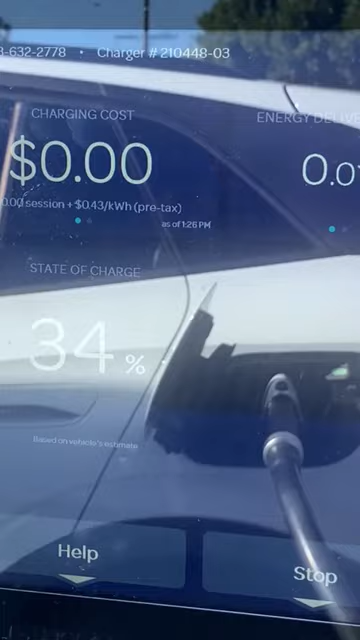 3-632-2778 • Charger # 210448-03
CHARGING COST
ENERGY DELIVE
$0.00
0.0
0.00 session + $0.43/kWh (pre-tax)
as of 1:26 PM
STATE OF CHARGE
34 %
Based on vehicle's estimate
Help
Stop